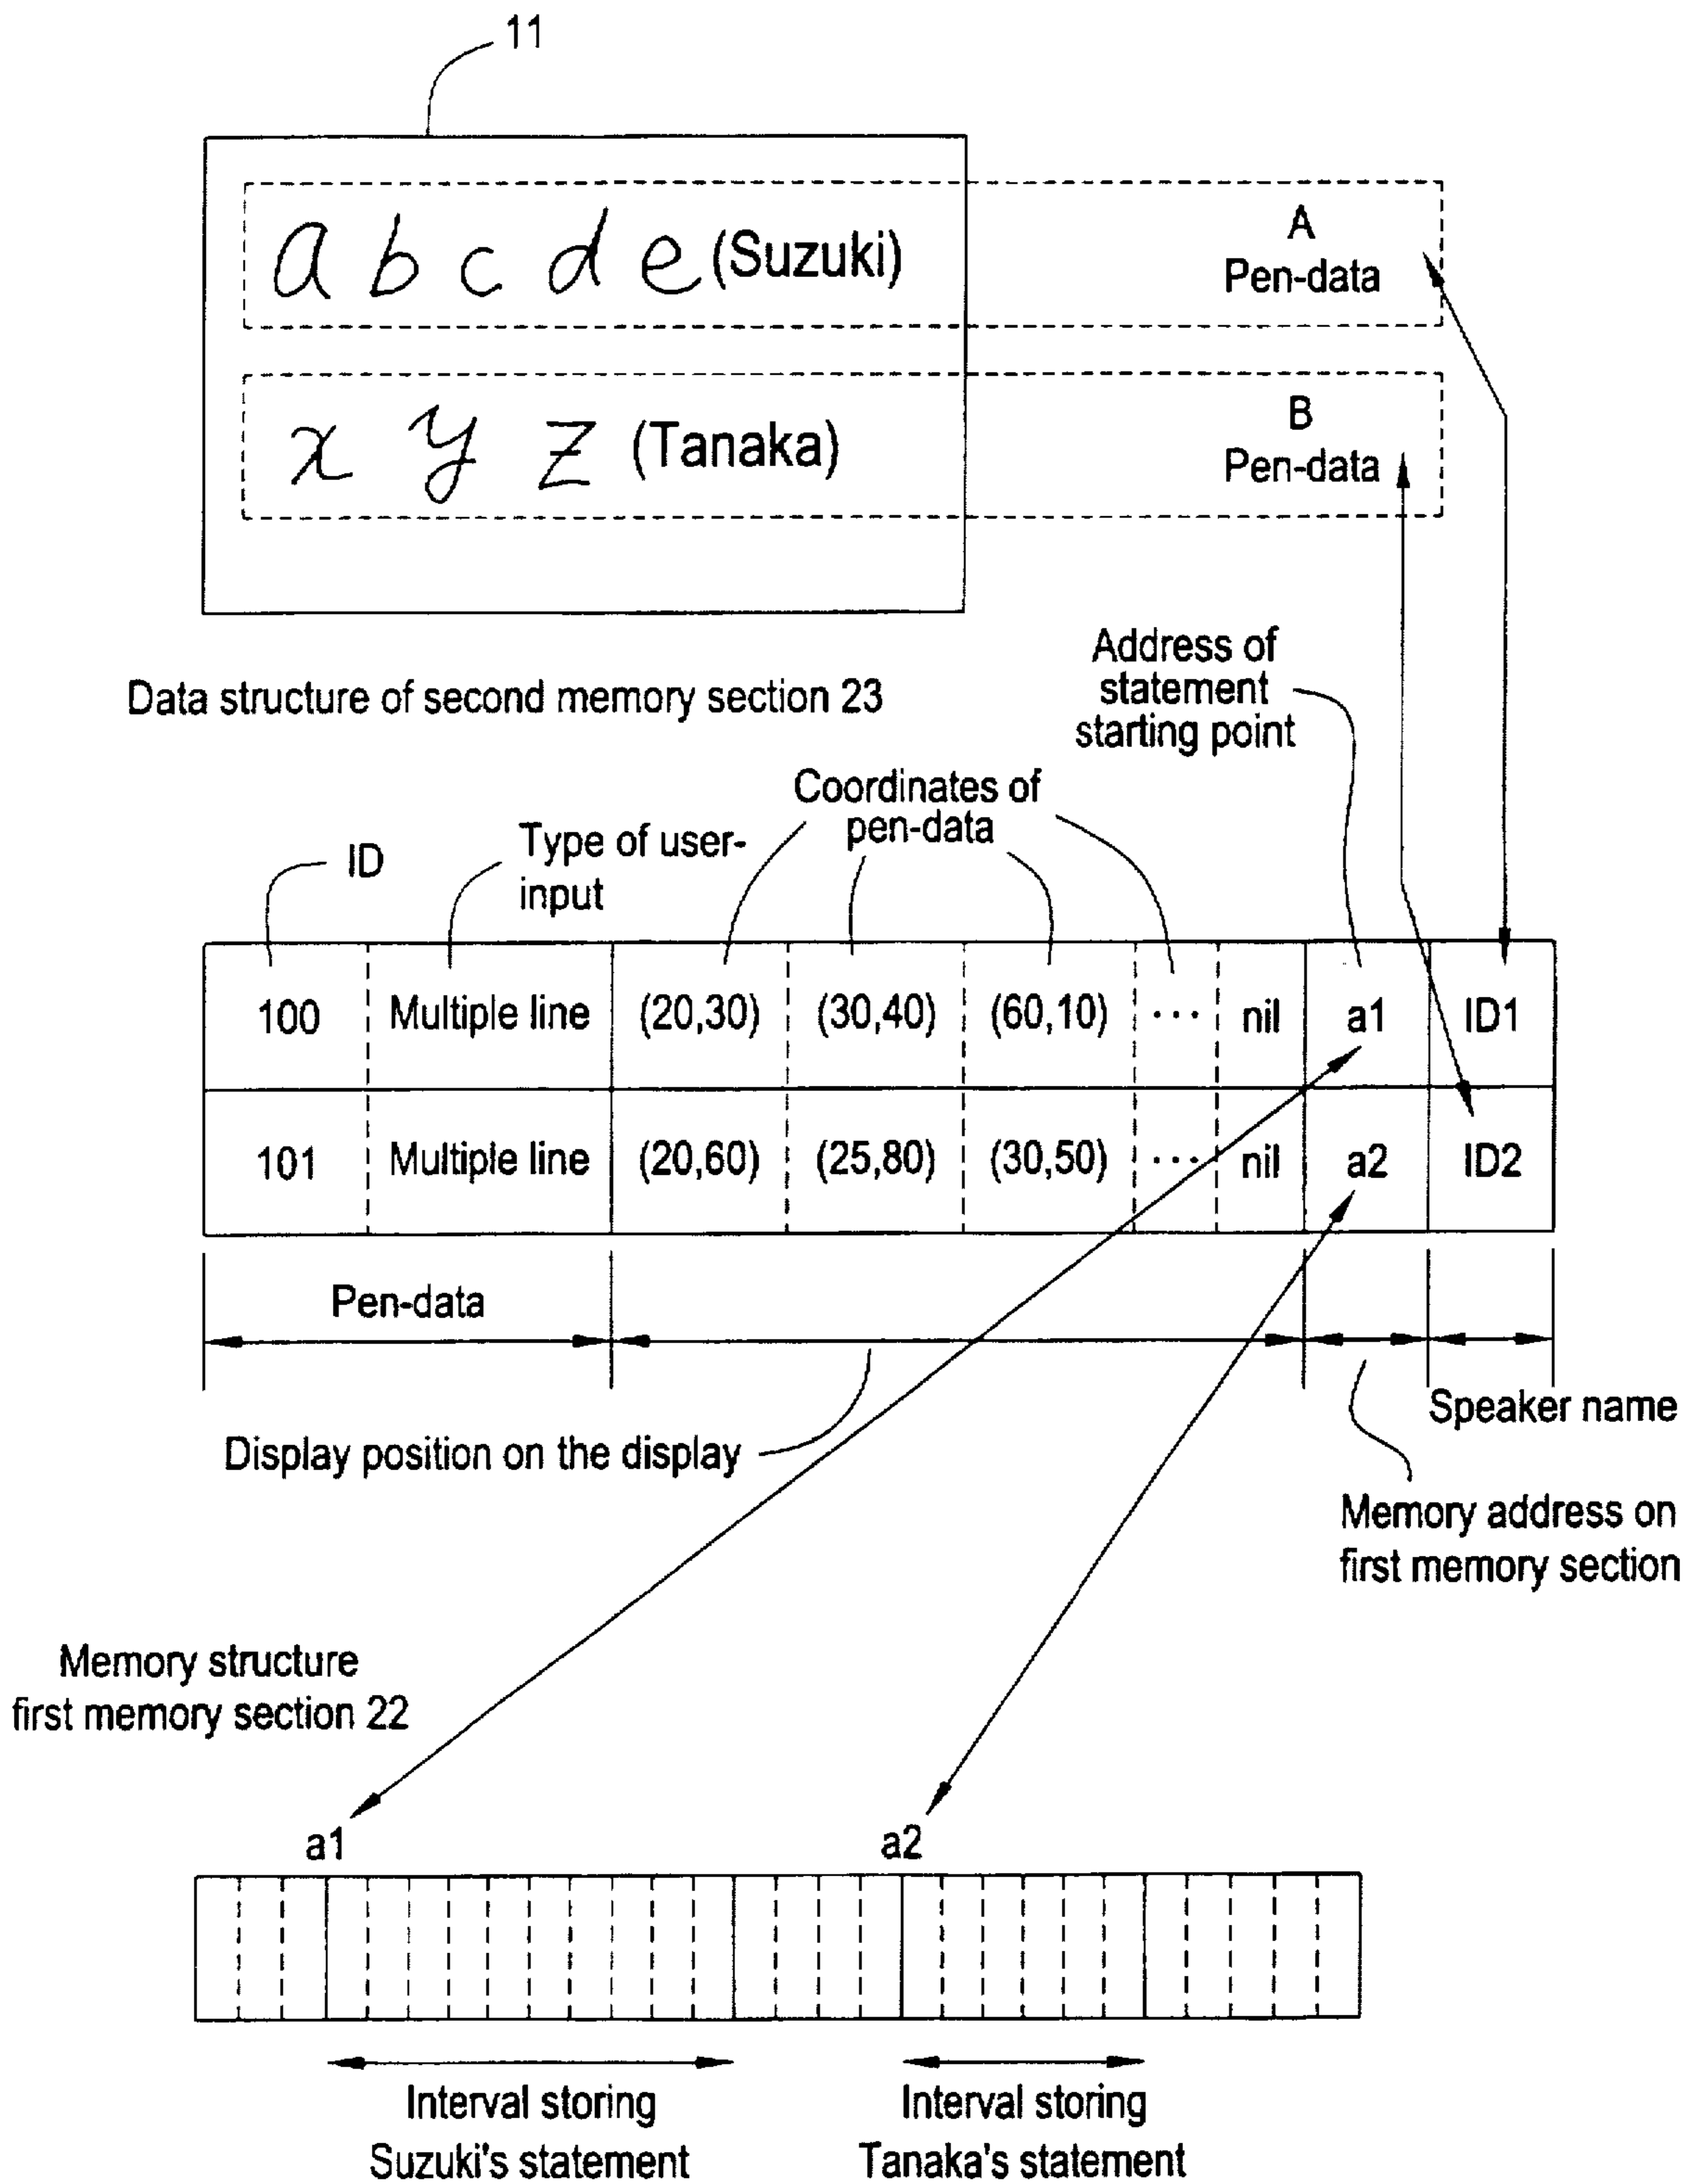 11
a b c d e (Suzuki)
A
Pen-data
x y z (Tanaka)
B
Pen-data
Data structure of second memory section 23
Address of
statement
starting point
Coordinates of
pen-data
Type of user-
input
ID
100 Multiple line (20,30) (30,40) (60,10) ... nil a1 ID1
101 Multiple line (20,60) (25,80) (30,50) ... nil a2 ID2
Pen-data
Speaker name
Display position on the display
Memory address on
first memory section
Memory structure
first memory section 22
a1 a2
Interval storing
Suzuki's statement
Interval storing
Tanaka's statement